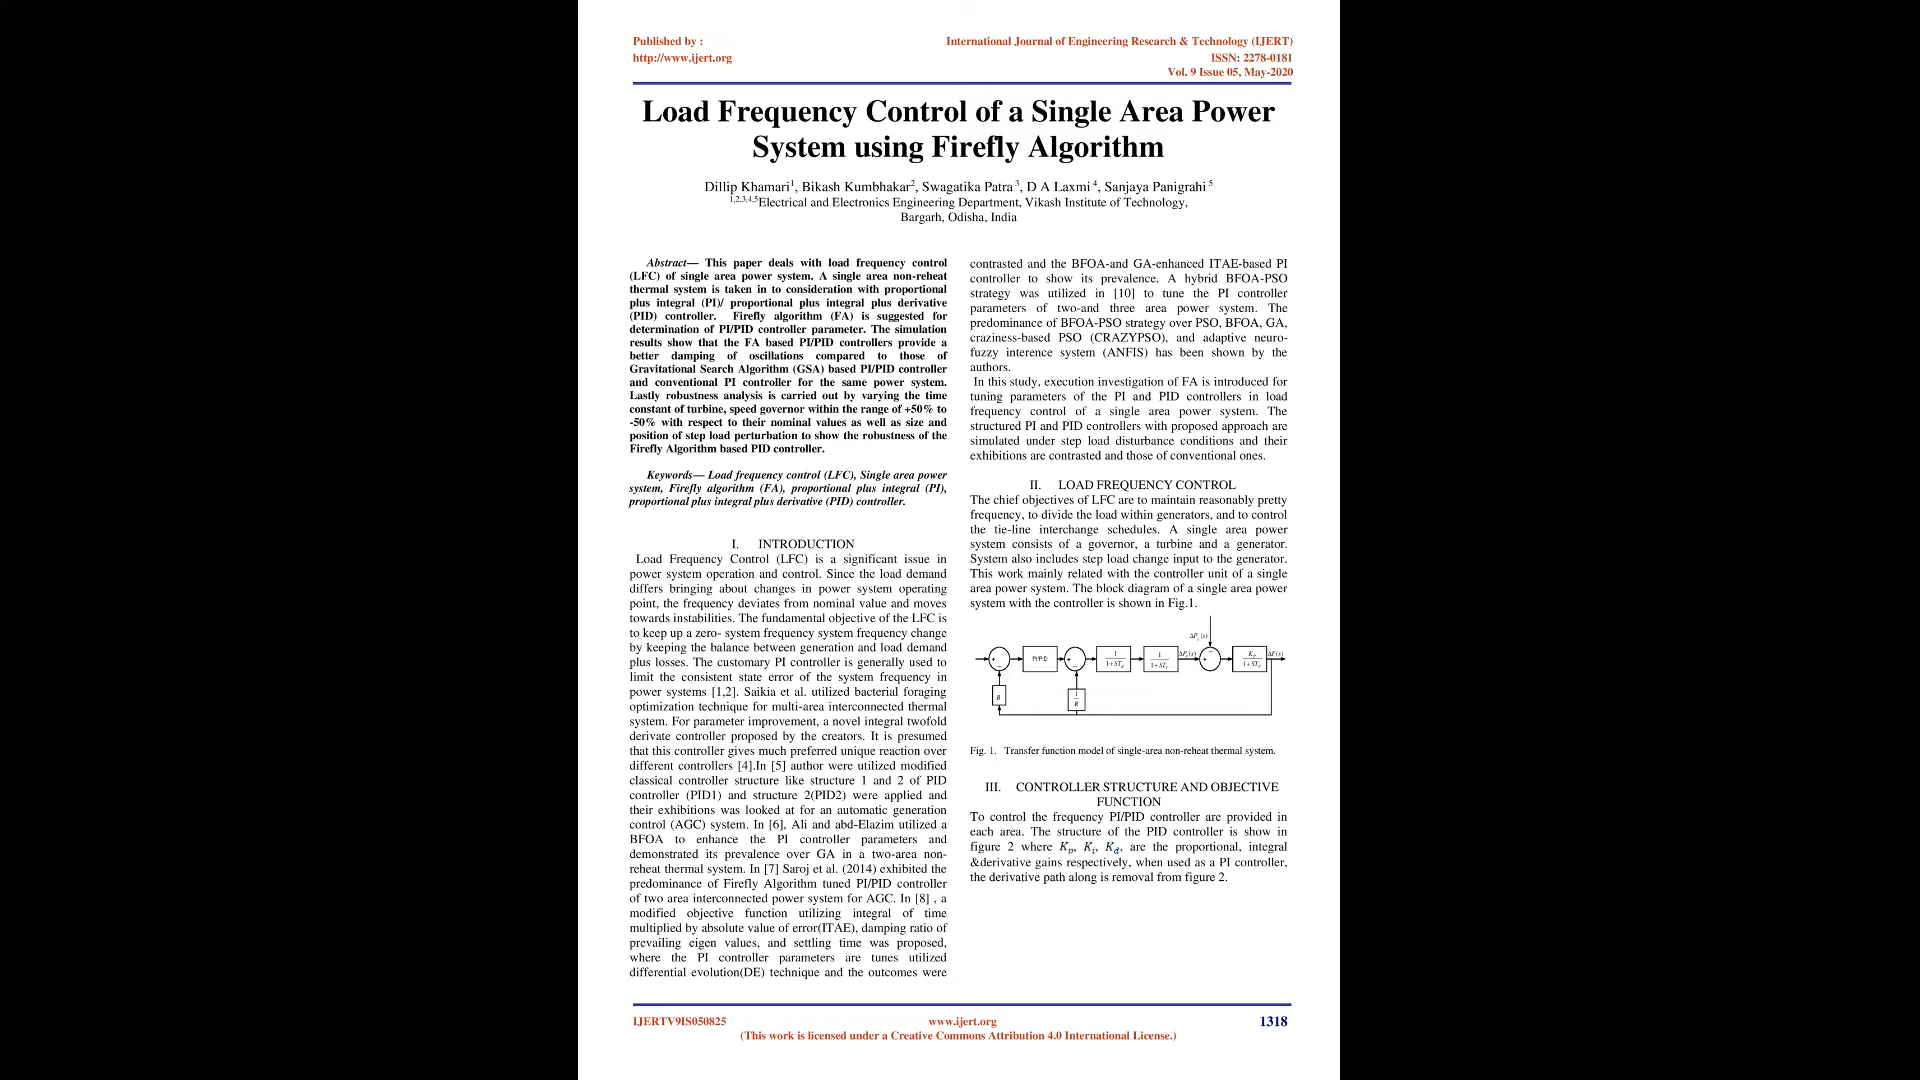 Published by :
http://www.ijert.org
International Journal of Engineering Research & Technology (IJERT)
ISSN: 2278-0181
Vol. 9 Issue 05, May-2020
Load Frequency Control of a Single Area Power
System using Firefly Algorithm
Dillip Khamari1, Bikash Kumbhakar2, Swagatika Patra 3, D A Laxmi 4, Sanjaya Panigrahi 5
1,2,3,4,5Electrical and Electronics Engineering Department, Vikash Institute of Technology,
Bargarh, Odisha, India
Abstract— This paper deals with load frequency control
(LFC) of single area power system. A single area non-reheat
thermal system is taken in to consideration with proportional
plus integral (PI)/ proportional plus integral plus derivative
(PID) controller. Firefly algorithm (FA) is suggested for
determination of PI/PID controller parameter. The simulation
results show that the FA based PI/PID controllers provide a
better damping of oscillations compared to those of
Gravitational Search Algorithm (GSA) based PI/PID controller
and conventional PI controller for the same power system.
Lastly robustness analysis is carried out by varying the time
constant of turbine, speed governor within the range of +50% to
-50% with respect to their nominal values as well as size and
position of step load perturbation to show the robustness of the
Firefly Algorithm based PID controller.
Keywords— Load frequency control (LFC), Single area power
system, Firefly algorithm (FA), proportional plus integral (PI),
proportional plus integral plus derivative (PID) controller.
I. INTRODUCTION
Load Frequency Control (LFC) is a significant issue in
power system operation and control. Since the load demand
differs bringing about changes in power system operating
point, the frequency deviates from nominal value and moves
towards instabilities. The fundamental objective of the LFC is
to keep up a zero- system frequency system frequency change
by keeping the balance between generation and load demand
plus losses. The customary PI controller is generally used to
limit the consistent state error of the system frequency in
power systems [1,2]. Saikia et al. utilized bacterial foraging
optimization technique for multi-area interconnected thermal
system. For parameter improvement, a novel integral twofold
derivate controller proposed by the creators. It is presumed
that this controller gives much preferred unique reaction over
different controllers [4].In [5] author were utilized modified
classical controller structure like structure 1 and 2 of PID
controller (PID1) and structure 2(PID2) were applied and
their exhibitions was looked at for an automatic generation
control (AGC) system. In [6], Ali and abd-Elazim utilized a
BFOA to enhance the PI controller parameters and
demonstrated its prevalence over GA in a two-area non-
reheat thermal system. In [7] Saroj et al. (2014) exhibited the
predominance of Firefly Algorithm tuned PI/PID controller
of two area interconnected power system for AGC. In [8] , a
modified objective function utilizing integral of time
multiplied by absolute value of error(ITAE), damping ratio of
prevailing eigen values, and settling time was proposed,
where the PI controller parameters are tunes utilized
differential evolution(DE) technique and the outcomes were
contrasted and the BFOA-and GA-enhanced ITAE-based PI
controller to show its prevalence. A hybrid BFOA-PSO
strategy was utilized in [10] to tune the PI controller
parameters of two-and three area power system. The
predominance of BFOA-PSO strategy over PSO, BFOA, GA,
craziness-based PSO (CRAZYPSO), and adaptive neuro-
fuzzy interence system (ANFIS) has been shown by the
authors.
In this study, execution investigation of FA is introduced for
tuning parameters of the PI and PID controllers in load
frequency control of a single area power system. The
structured PI and PID controllers with proposed approach are
simulated under step load disturbance conditions and their
exhibitions are contrasted and those of conventional ones.
II. LOAD FREQUENCY CONTROL
The chief objectives of LFC are to maintain reasonably pretty
frequency, to divide the load within generators, and to control
the tie-line interchange schedules. A single area power
system consists of a governor, a turbine and a generator.
System also includes step load change input to the generator.
This work mainly related with the controller unit of a single
area power system. The block diagram of a single area power
system with the controller is shown in Fig.1.
PI/PID
B
1
R
ΔF(s)
Fig. 1. Transfer function model of single-area non-reheat thermal system.
III. CONTROLLER STRUCTURE AND OBJECTIVE
FUNCTION
To control the frequency PI/PID controller are provided in
each area. The structure of the PID controller is show in
figure 2 where Kp, Ki, Kd, are the proportional, integral
&derivative gains respectively, when used as a PI controller,
the derivative path along is removal from figure 2.
IJERTV9IS050825
www.ijert.org
1318
(This work is licensed under a Creative Commons Attribution 4.0 International License.)